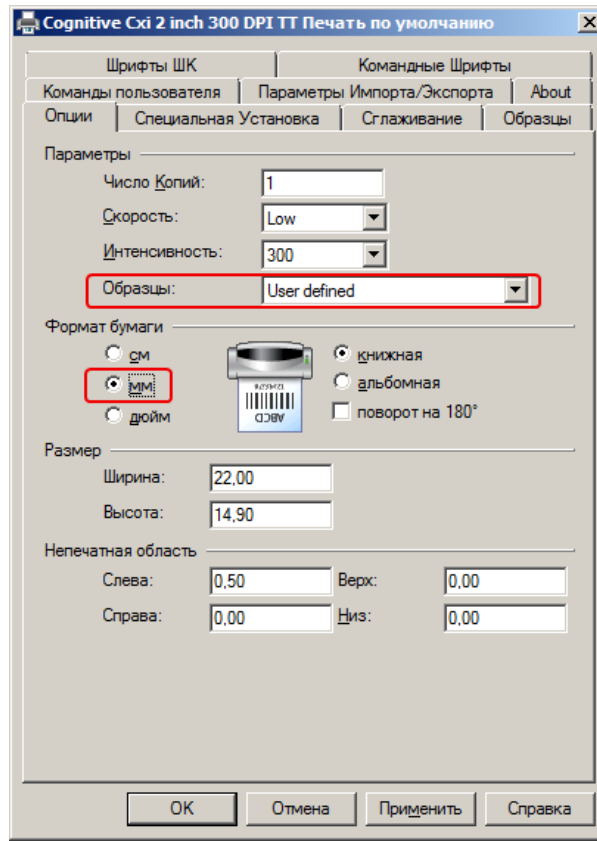 Cognitive Cxi 2 inch 300 DPI TT Печать по умолчанию
Шрифты ШК Командные Шрифты
Команды пользователя Параметры Импорта/Экспорта About
Опции Специальная Установка Сглаживание Образцы
Параметры
Число Копий: 1
Скорость: Low
Интенсивность: 300
Образцы: User defined
Формат бумаги
см книжная
мм альбомная
дюйм поворот на 180°
ABCD
Размер
Ширина: 22,00
Высота: 14,90
Непечатная область
Слева: 0,50 Верх: 0,00
Справа: 0,00 Низ: 0,00
OK Отмена Применить Справка